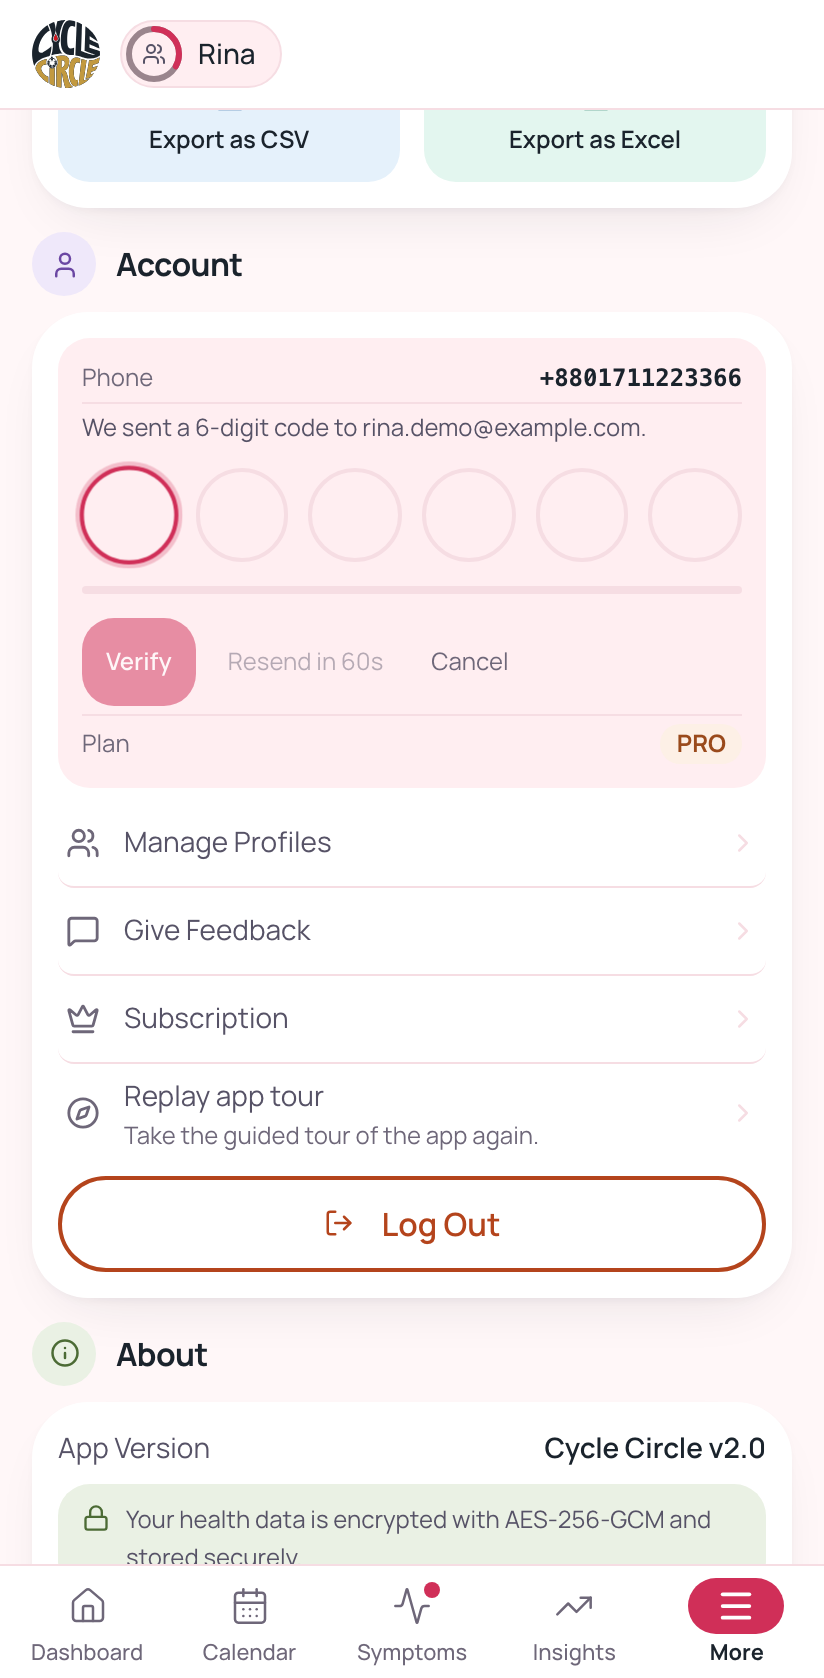 CYCLE
CIRCLE
Rina
Export as CSV
Export as Excel
Account
Phone
+8801711223366
We sent a 6-digit code to rina.demo@example.com.
Verify
Resend in 60s
Cancel
Plan
PRO
Manage Profiles
Give Feedback
Subscription
Replay app tour
Take the guided tour of the app again.
Log Out
About
App Version
Cycle Circle v2.0
Your health data is encrypted with AES-256-GCM and
stored securely
Dashboard
Calendar
Symptoms
Insights
More